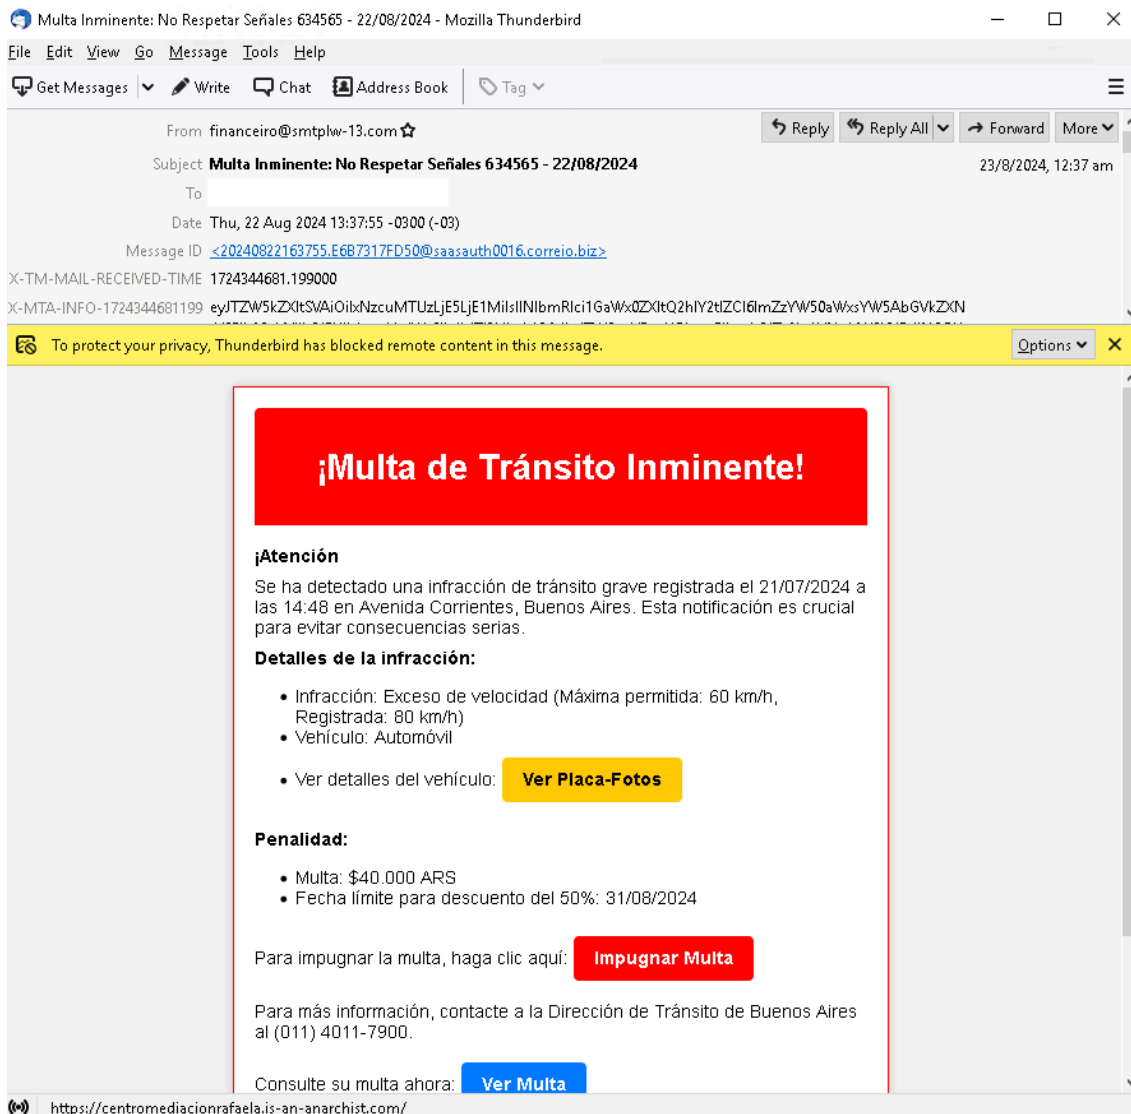 Multa Inminente: No Respetar Señales 634565 - 22/08/2024 - Mozilla Thunderbird
File Edit View Go Message Tools Help
Get Messages Write Chat Address Book Tag
From financeiro@smtplw-13.com Reply Reply All Forward More
Subject Multa Inminente: No Respetar Señales 634565 - 22/08/2024 23/8/2024, 12:37 am
To
Date Thu, 22 Aug 2024 13:37:55 -0300 (-03)
Message ID <20240822163755.E6B7317FD50@saasauth0016.correio.biz>
X-TM-MAIL-RECEIVED-TIME 1724344681.199000
X-MTA-INFO-1724344681199
To protect your privacy, Thunderbird has blocked remote content in this message. Options
¡Multa de Tránsito Inminente!
¡Atención
Se ha detectado una infracción de tránsito grave registrada el 21/07/2024 a
las 14:48 en Avenida Corrientes, Buenos Aires. Esta notificación es crucial
para evitar consecuencias serias.
Detalles de la infracción:
• Infracción: Exceso de velocidad (Máxima permitida: 60 km/h,
Registrada: 80 km/h)
• Vehículo: Automóvil
• Ver detalles del vehículo: Ver Placa-Fotos
Penalidad:
• Multa: $40.000 ARS
• Fecha límite para descuento del 50%: 31/08/2024
Para impugnar la multa, haga clic aquí: Impugnar Multa
Para más información, contacte a la Dirección de Tránsito de Buenos Aires
al (011) 4011-7900.
Consulte su multa ahora: Ver Multa
https://centromediacionrafaela.is-an-anarchist.com/